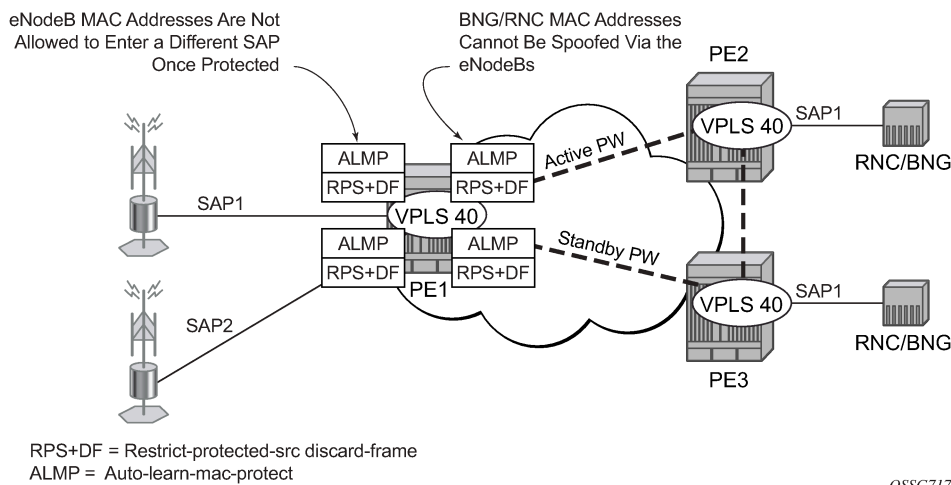 eNodeB MAC Addresses Are Not
Allowed to Enter a Different SAP
Once Protected
BNG/RNC MAC Addresses
Cannot Be Spoofed Via the
eNodeBs
PE2
VPLS 40
SAP1
RNC/BNG
ALMP
RPS+DF
ALMP
RPS+DF
Active PW
SAP1
VPLS 40
ALMP
RPS+DF
ALMP
RPS+DF
PE1
Standby PW
SAP2
VPLS 40
SAP1
RNC/BNG
PE3
RPS+DF = Restrict-protected-src discard-frame
ALMP = Auto-learn-mac-protect
OSSG717